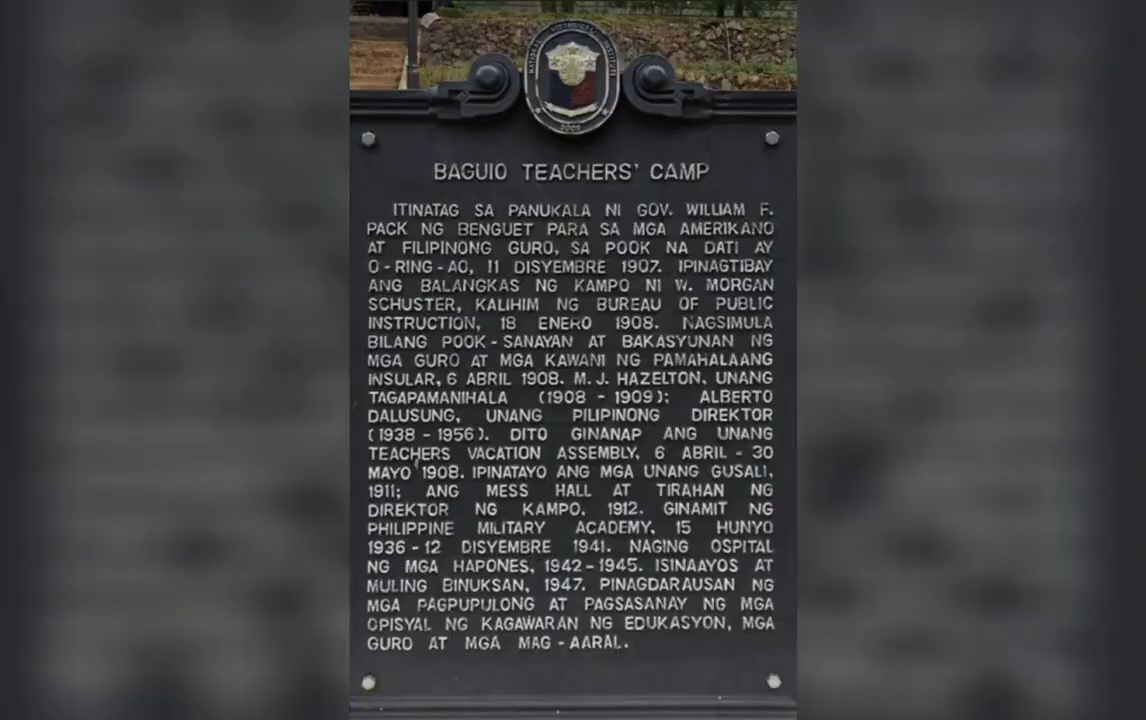 NATIONAL HISTORICAL INSTITUTE
2009
BAGUIO TEACHERS' CAMP
ITINATAG SA PANUKALA NI GOV. WILLIAM F.
PACK NG BENGUET PARA SA MGA AMERIKANO
AT FILIPINONG GURO, SA POOK NA DATI AY
O-RING-AO, 11 DISYEMBRE 1907. IPINAGTIBAY
ANG BALANGKAS NG KAMPO NI W. MORGAN
SCHUSTER, KALIHIM NG BUREAU OF PUBLIC
INSTRUCTION, 18 ENERO 1908. NAGSIMULA
BILANG POOK-SANAYAN AT BAKASYUNAN NG
MGA GURO AT MGA KAWANI NG PAMAHALAANG
INSULAR, 6 ABRIL 1908. M. J. HAZELTON, UNANG
TAGAPAMANIHALA (1908 - 1909); ALBERTO
DALUSUNG, UNANG PILIPINONG DIREKTOR
(1938 - 1956). DITO GINANAP ANG UNANG
TEACHERS VACATION ASSEMBLY, 6 ABRIL - 30
MAYO 1908. IPINATAYO ANG MGA UNANG GUSALI,
1911; ANG MESS HALL AT TIRAHAN NG
DIREKTOR NG KAMPO, 1912. GINAMIT NG
PHILIPPINE MILITARY ACADEMY, 15 HUNYO
1936 - 12 DISYEMBRE 1941. NAGING OSPITAL
NG MGA HAPONES, 1942 - 1945. ISINAAYOS AT
MULING BINUKSAN, 1947. PINAGDARAUSAN NG
MGA PAGPUPULONG AT PAGSASANAY NG MGA
OPISYAL NG KAGAWARAN NG EDUKASYON, MGA
GURO AT MGA MAG-AARAL.